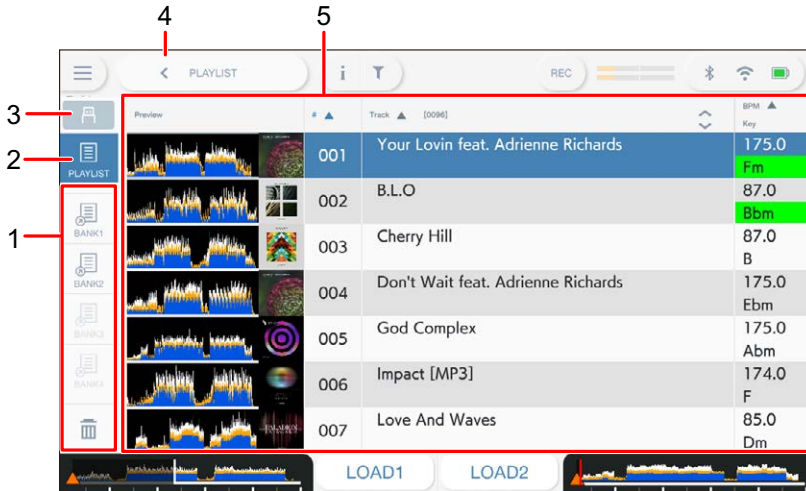 4
5
PLAYLIST
i
REC
3
Preview
#
Track
[0096]
BPM
Key
2
PLAYLIST
001
Your Lovin feat. Adrienne Richards
175.0
Fm
1
BANK1
002
B.L.O
87.0
Bbm
BANK2
003
Cherry Hill
87.0
B
BANK3
004
Don't Wait feat. Adrienne Richards
175.0
Ebm
BANK4
005
God Complex
175.0
Abm
006
Impact [MP3]
174.0
F
007
Love And Waves
85.0
Dm
LOAD1
LOAD2